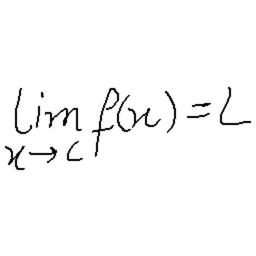 lim f(x) = L
x → c